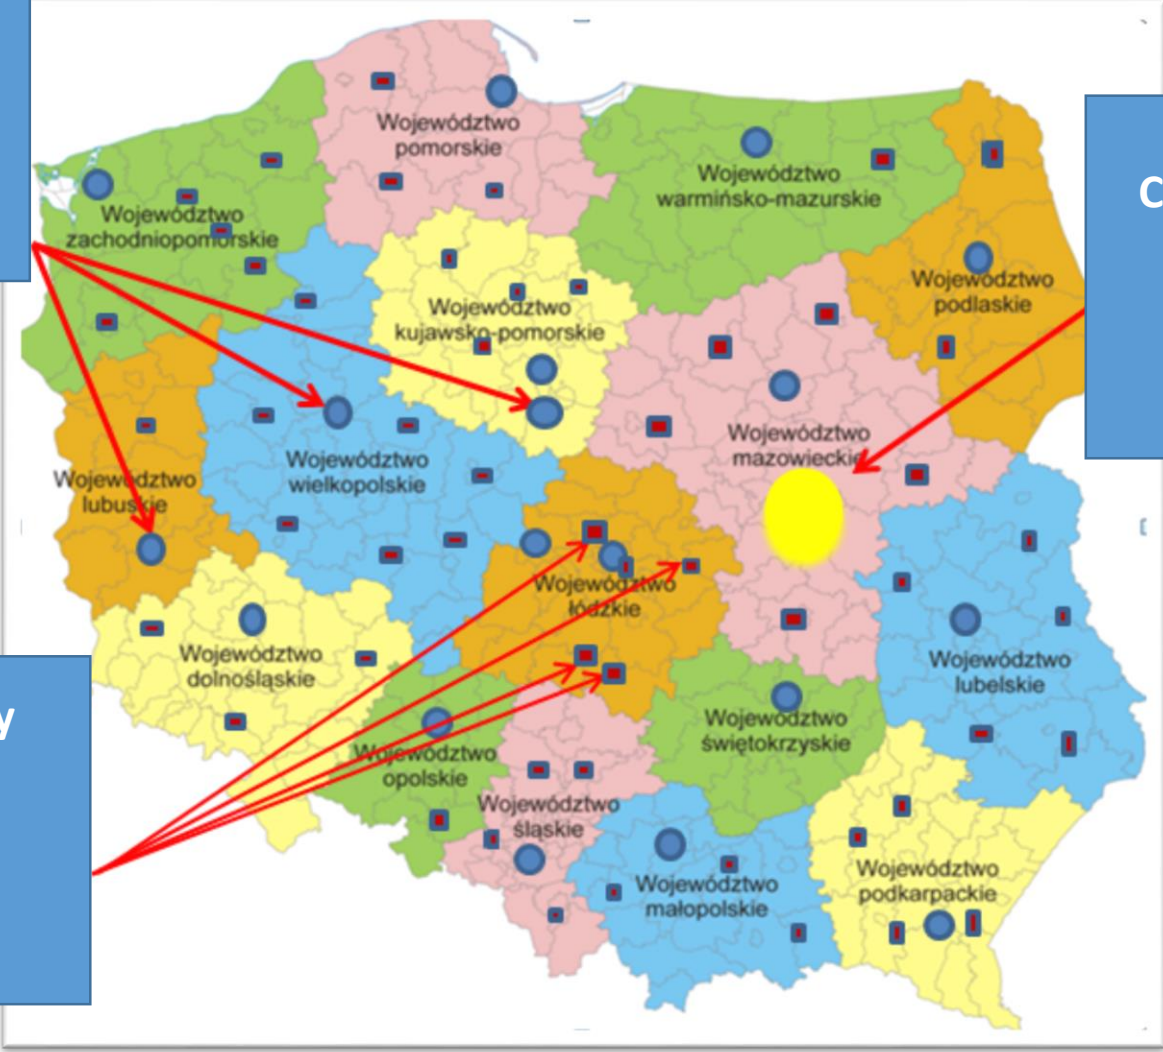 Województwo
pomorskie
Województwo
warmińsko-mazurskie
C
Województwo
zachodniopomorskie
Województwo
podlaskie
Województwo
kujawsko-pomorskie
Województwo
mazowieckie
Województwo
wielkopolskie
Województwo
lubuskie
Województwo
łódzkie
Województwo
dolnośląskie
Województwo
lubelskie
y
Województwo
świętokrzyskie
Województwo
opolskie
Województwo
śląskie
Województwo
małopolskie
Województwo
podkarpackie